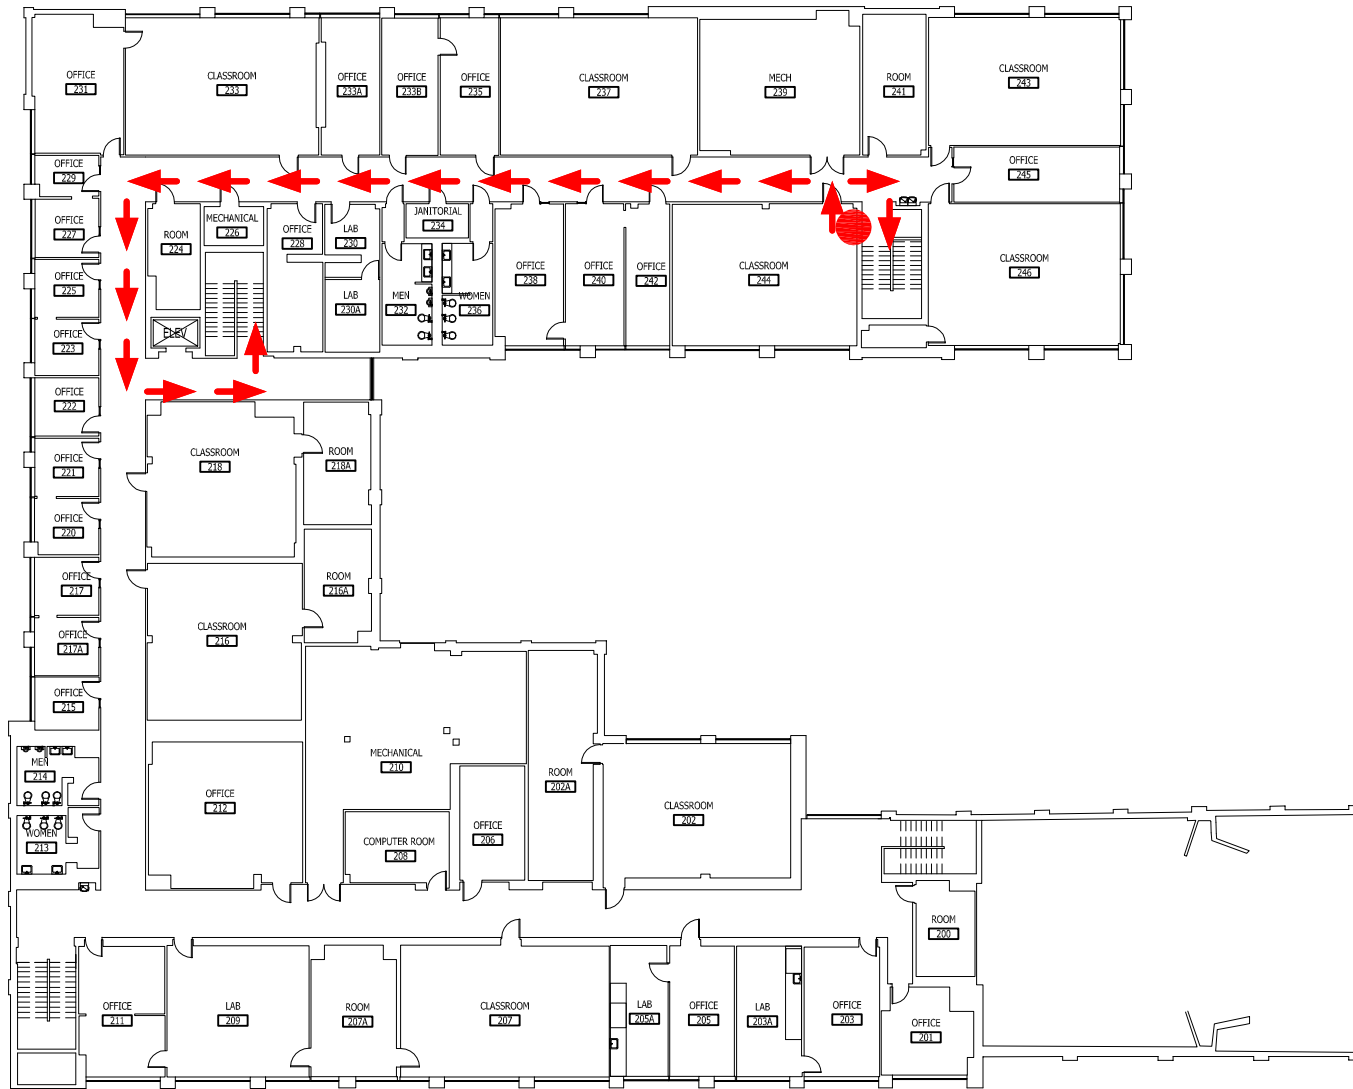 OFFICE
231
CLASSROOM
233
OFFICE
233A
OFFICE
233B
OFFICE
235
CLASSROOM
237
MECH
239
ROOM
241
CLASSROOM
243
OFFICE
229
OFFICE
245
OFFICE
227
ROOM
224
MECHANICAL
226
OFFICE
228
LAB
230
JANITORIAL
234
OFFICE
225
LAB
230A
MEN
232
WOMEN
236
OFFICE
238
OFFICE
240
OFFICE
242
CLASSROOM
244
CLASSROOM
246
OFFICE
223
ELEV
OFFICE
222
CLASSROOM
218
ROOM
218A
OFFICE
221
OFFICE
220
OFFICE
217
ROOM
216A
OFFICE
217A
CLASSROOM
216
OFFICE
215
MEN
214
MECHANICAL
210
ROOM
202A
OFFICE
212
CLASSROOM
202
WOMEN
213
COMPUTER ROOM
208
OFFICE
206
ROOM
200
OFFICE
211
LAB
209
ROOM
207A
CLASSROOM
207
LAB
205A
OFFICE
205
LAB
203A
OFFICE
203
OFFICE
201